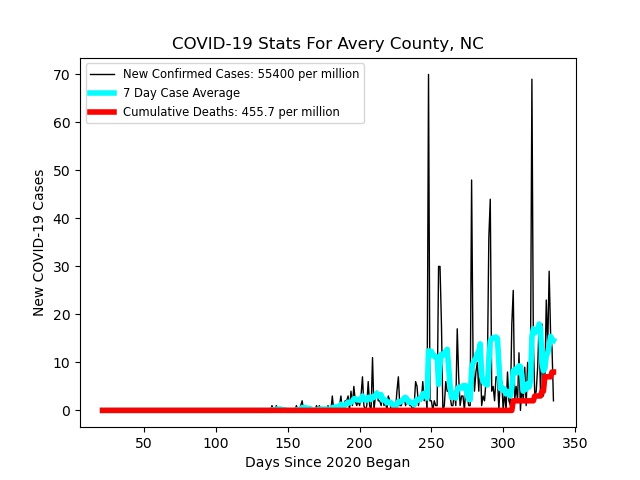 COVID-19 Stats For Avery County, NC
New Confirmed Cases: 55400 per million
7 Day Case Average
Cumulative Deaths: 455.7 per million
New COVID-19 Cases
70
60
50
40
30
20
10
0
50 100 150 200 250 300 350
Days Since 2020 Began